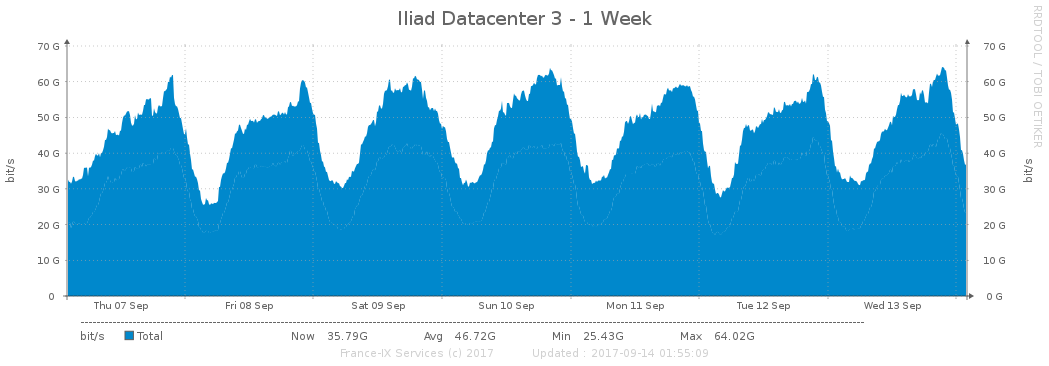 Iliad Datacenter 3 - 1 Week
RRDTOOL / TOBI OETIKER
70 G 70 G
60 G 60 G
50 G 50 G
40 G 40 G
30 G 30 G
20 G 20 G
10 G 10 G
0 0 G
bit/s bit/s
Thu 07 Sep Fri 08 Sep Sat 09 Sep Sun 10 Sep Mon 11 Sep Tue 12 Sep Wed 13 Sep
bit/s Total Now 35.79G Avg 46.72G Min 25.43G Max 64.02G
France-IX Services (c) 2017 Updated : 2017-09-14 01:55:09